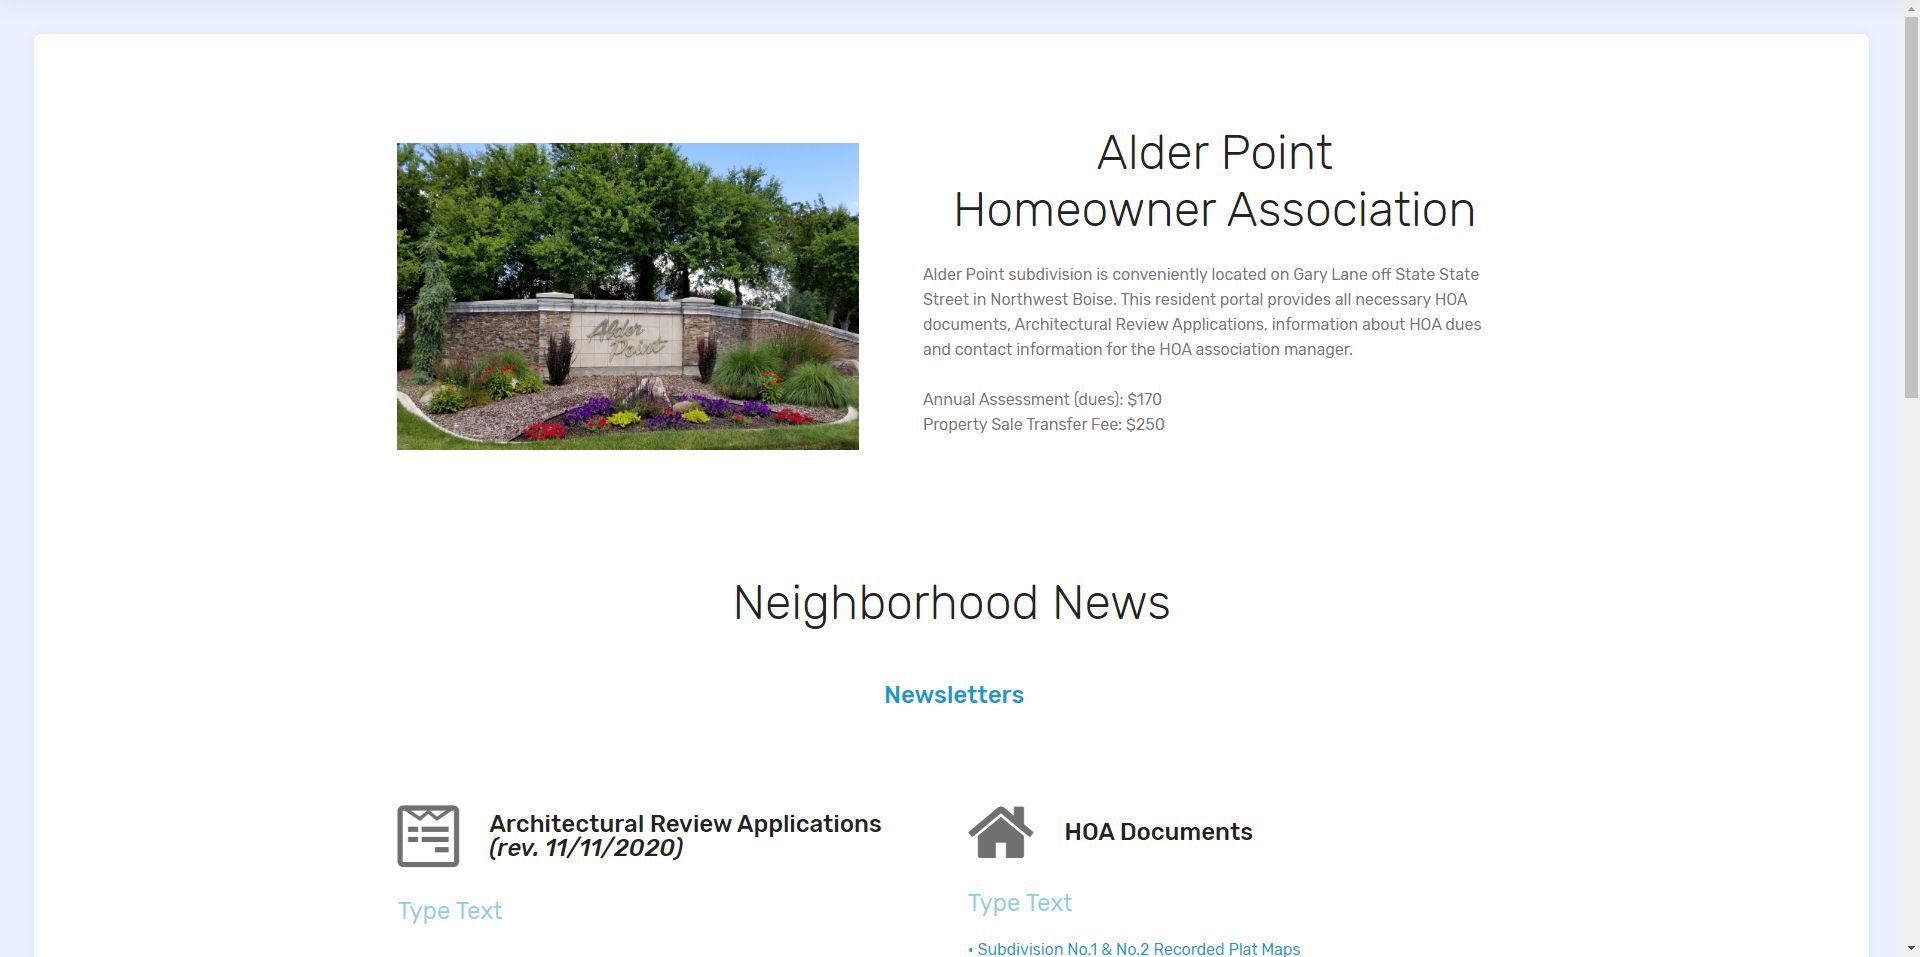 Alder Point
Alder Point
Homeowner Association
Alder Point subdivision is conveniently located on Gary Lane off State State
Street in Northwest Boise. This resident portal provides all necessary HOA
documents, Architectural Review Applications, information about HOA dues
and contact information for the HOA association manager.
Annual Assessment (dues): $170
Property Sale Transfer Fee: $250
Neighborhood News
Newsletters
Architectural Review Applications
(rev. 11/11/2020)
Type Text
HOA Documents
Type Text
• Subdivision No.1 & No.2 Recorded Plat Maps